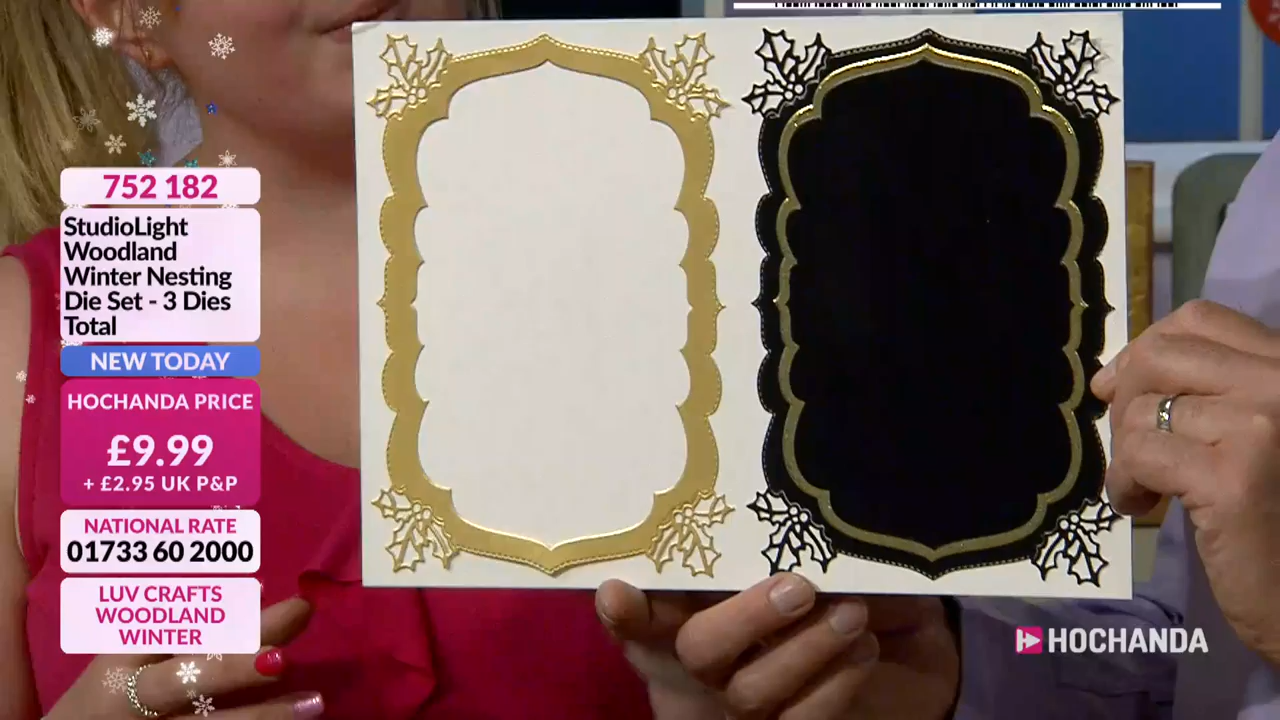 752 182
StudioLight
Woodland
Winter Nesting
Die Set - 3 Dies
Total
NEW TODAY
HOCHANDA PRICE
£9.99
+ £2.95 UK P&P
NATIONAL RATE
01733 60 2000
LUV CRAFTS
WOODLAND
WINTER
HOCHANDA